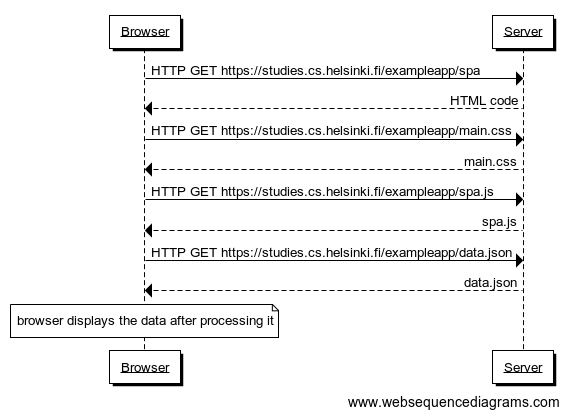 Browser
Server
HTTP GET https://studies.cs.helsinki.fi/exampleapp/spa
HTML code
HTTP GET https://studies.cs.helsinki.fi/exampleapp/main.css
main.css
HTTP GET https://studies.cs.helsinki.fi/exampleapp/spa.js
spa.js
HTTP GET https://studies.cs.helsinki.fi/exampleapp/data.json
data.json
browser displays the data after processing it
Browser
Server
www.websequencediagrams.com